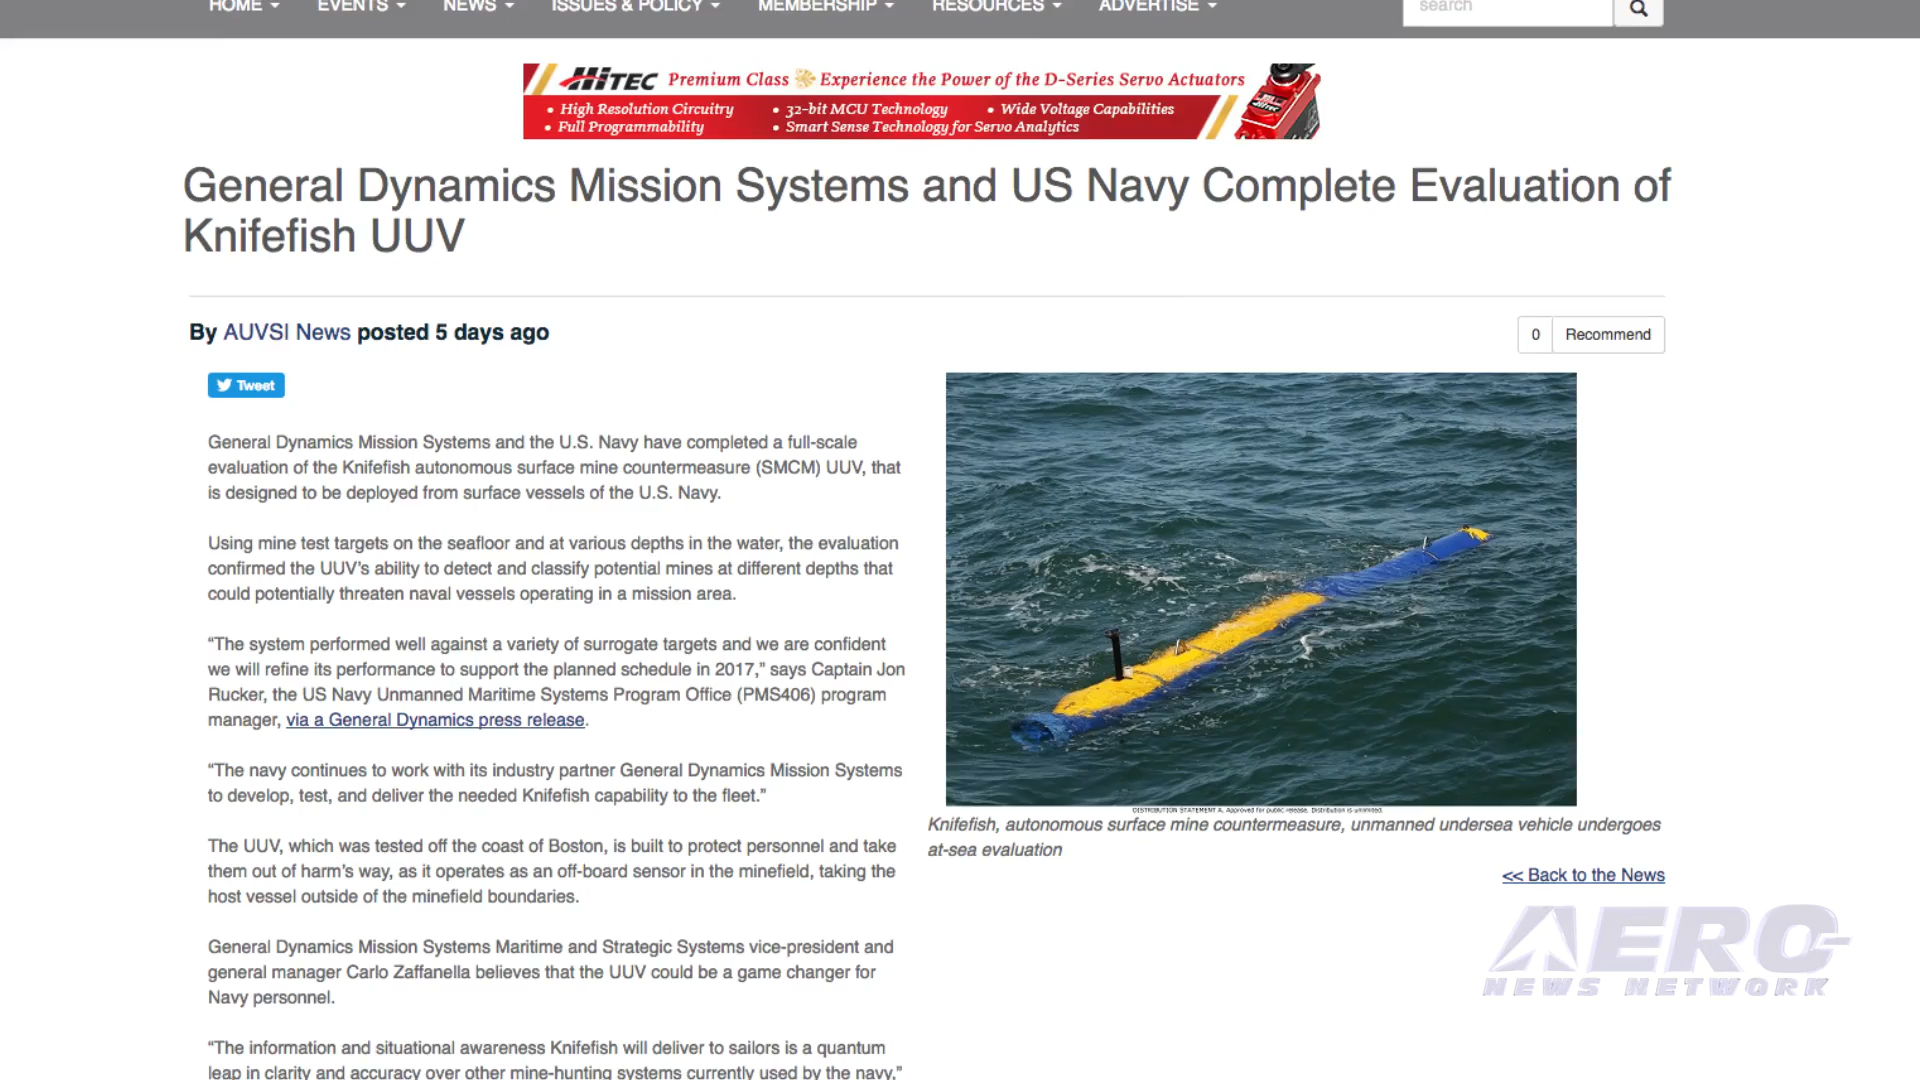 HOME EVENTS NEWS ISSUES & POLICY MEMBERSHIP RESOURCES ADVERTISE search
HiTEC Premium Class Experience the Power of the D-Series Servo Actuators
• High Resolution Circuitry • 32-bit MCU Technology • Wide Voltage Capabilities
• Full Programmability • Smart Sense Technology for Servo Analytics
General Dynamics Mission Systems and US Navy Complete Evaluation of
Knifefish UUV
By AUVSI News posted 5 days ago
0 Recommend
Tweet
General Dynamics Mission Systems and the U.S. Navy have completed a full-scale
evaluation of the Knifefish autonomous surface mine countermeasure (SMCM) UUV, that
is designed to be deployed from surface vessels of the U.S. Navy.
Using mine test targets on the seafloor and at various depths in the water, the evaluation
confirmed the UUV’s ability to detect and classify potential mines at different depths that
could potentially threaten naval vessels operating in a mission area.
“The system performed well against a variety of surrogate targets and we are confident
we will refine its performance to support the planned schedule in 2017,” says Captain Jon
Rucker, the US Navy Unmanned Maritime Systems Program Office (PMS406) program
manager, via a General Dynamics press release.
“The navy continues to work with its industry partner General Dynamics Mission Systems
to develop, test, and deliver the needed Knifefish capability to the fleet.”
The UUV, which was tested off the coast of Boston, is built to protect personnel and take
them out of harm’s way, as it operates as an off-board sensor in the minefield, taking the
host vessel outside of the minefield boundaries.
General Dynamics Mission Systems Maritime and Strategic Systems vice-president and
general manager Carlo Zaffanella believes that the UUV could be a game changer for
Navy personnel.
“The information and situational awareness Knifefish will deliver to sailors is a quantum
leap in clarity and accuracy over other mine-hunting systems currently used by the navy,”
DISTRIBUTION STATEMENT A. Approved for public release. Distribution is unlimited.
Knifefish, autonomous surface mine countermeasure, unmanned undersea vehicle undergoes
at-sea evaluation
<< Back to the News
AERO-
NEWS NETWORK